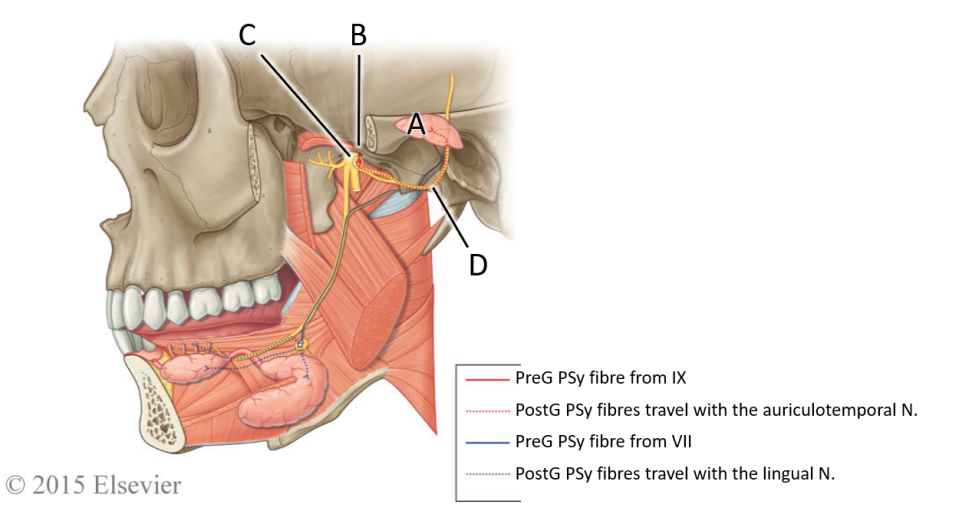 C B
A
D
PreG PSy fibre from IX
PostG PSy fibres travel with the auriculotemporal N.
PreG PSy fibre from VII
PostG PSy fibres travel with the lingual N.
© 2015 Elsevier